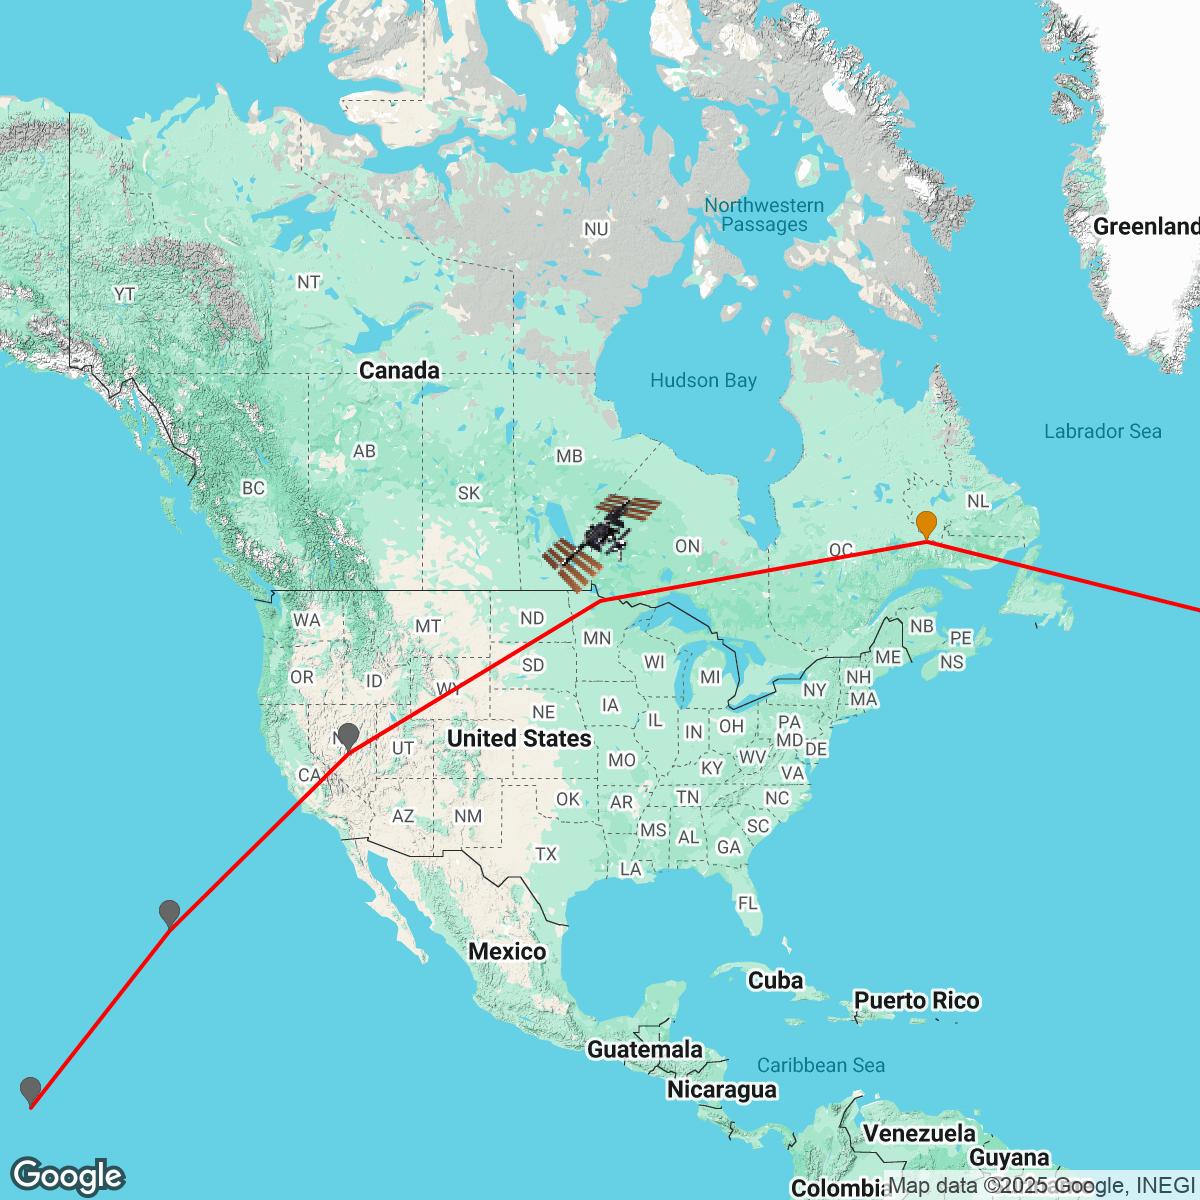 Greenland
Northwestern
Passages
NU
NT
YT
Canada
Hudson Bay
Labrador Sea
AB
MB
BC
SK
NL
ON
QC
WA
MT
ND
MN
NB
PE
OR
ID
SD
WI
MI
ME
NS
WY
NY
NH
MA
NE
IA
IL
IN
OH
PA
United States
UT
MO
KY
WV
MD
DE
CA
VA
AZ
NM
OK
AR
TN
NC
MS
AL
SC
GA
TX
LA
FL
Mexico
Cuba
Puerto Rico
Guatemala
Caribbean Sea
Nicaragua
Venezuela
Guyana
Colombia
Google
Map data ©2025 Google, INEGI